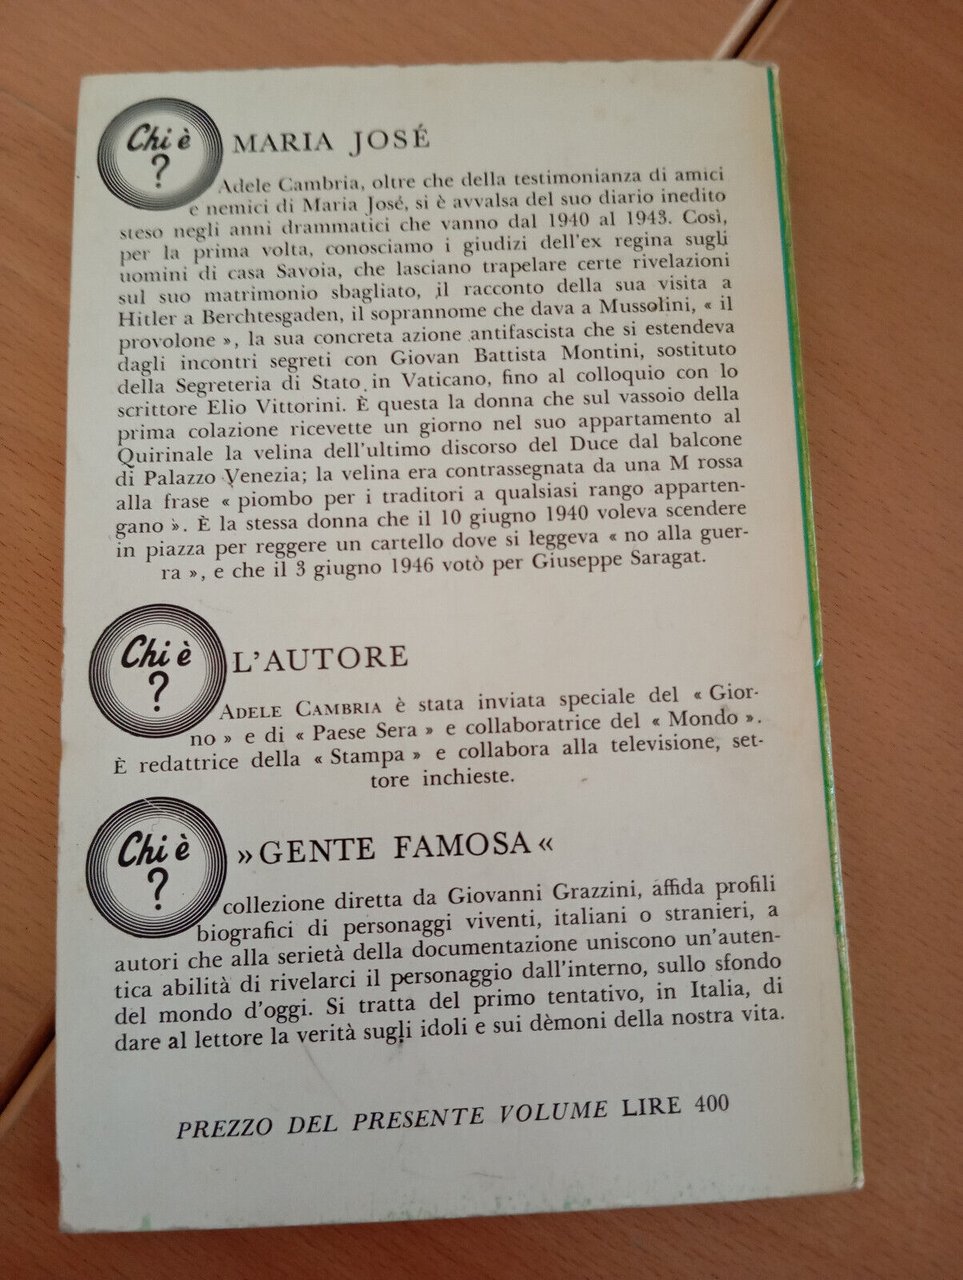 Chi è
?
MARIA JOSÉ
Adele Cambria, oltre che della testimonianza di amici
e nemici di Maria José, si è avvalsa del suo diario inedito
steso negli anni drammatici che vanno dal 1940 al 1943. Così,
per la prima volta, conosciamo i giudizi dell'ex regina sugli
uomini di casa Savoia, che lasciano trapelare certe rivelazioni
sul suo matrimonio sbagliato, il racconto della sua visita a
Hitler a Berchtesgaden, il soprannome che dava a Mussolini, « il
provolone », la sua concreta azione antifascista che si estendeva
dagli incontri segreti con Giovan Battista Montini, sostituto
della Segreteria di Stato in Vaticano, fino al colloquio con lo
scrittore Elio Vittorini. È questa la donna che sul vassoio della
prima colazione ricevette un giorno nel suo appartamento al
Quirinale la velina dell'ultimo discorso del Duce dal balcone
di Palazzo Venezia; la velina era contrassegnata da una M rossa
alla frase « piombo per i traditori a qualsiasi rango apparten-
gano ». È la stessa donna che il 10 giugno 1940 voleva scendere
in piazza per reggere un cartello dove si leggeva « no alla guer-
ra », e che il 3 giugno 1946 votò per Giuseppe Saragat.
Chi è
?
L'AUTORE
ADELE CAMBRIA è stata inviata speciale del « Gior-
no » e di « Paese Sera » e collaboratrice del « Mondo ».
È redattrice della « Stampa » e collabora alla televisione, set-
tore inchieste.
Chi è
?
»GENTE FAMOSA«
collezione diretta da Giovanni Grazzini, affida profili
biografici di personaggi viventi, italiani o stranieri, a
autori che alla serietà della documentazione uniscono un'auten-
tica abilità di rivelarci il personaggio dall'interno, sullo sfondo
del mondo d'oggi. Si tratta del primo tentativo, in Italia, di
dare al lettore la verità sugli idoli e sui dèmoni della nostra vita.
PREZZO DEL PRESENTE VOLUME LIRE 400